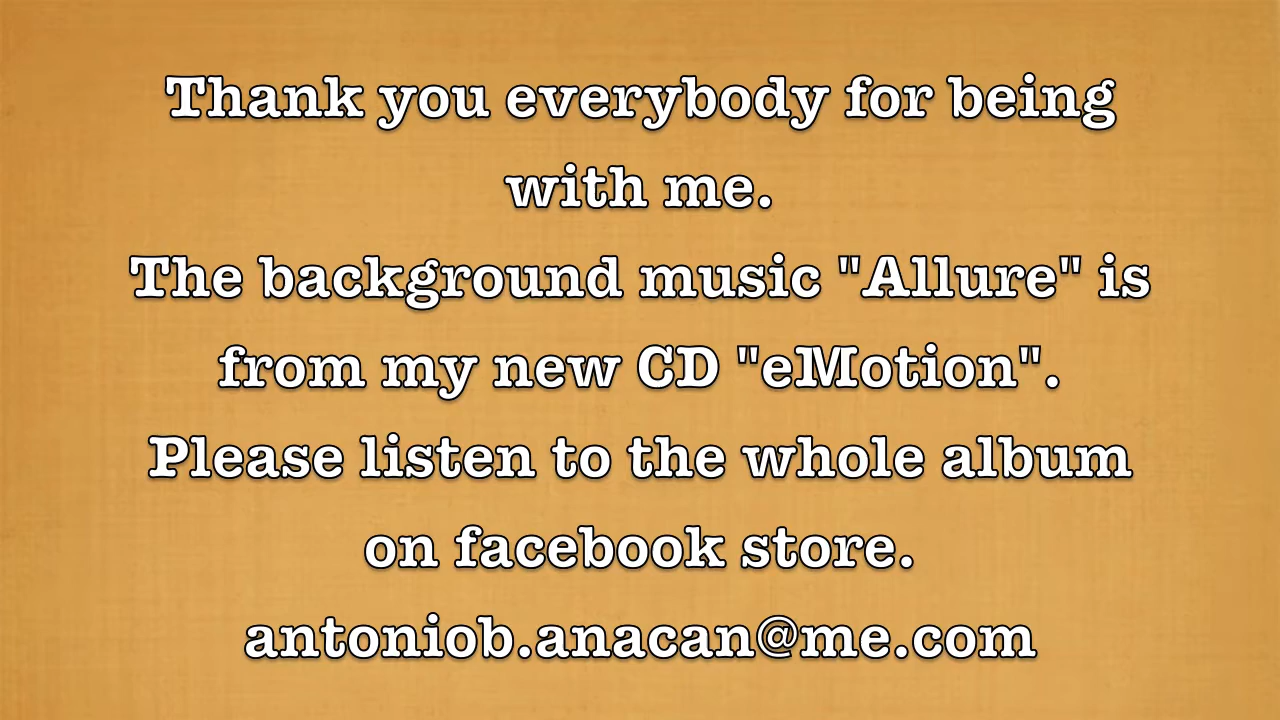 Thank you everybody for being
with me.
The background music "Allure" is
from my new CD "eMotion".
Please listen to the whole album
on facebook store.
antoniob.anacan@me.com